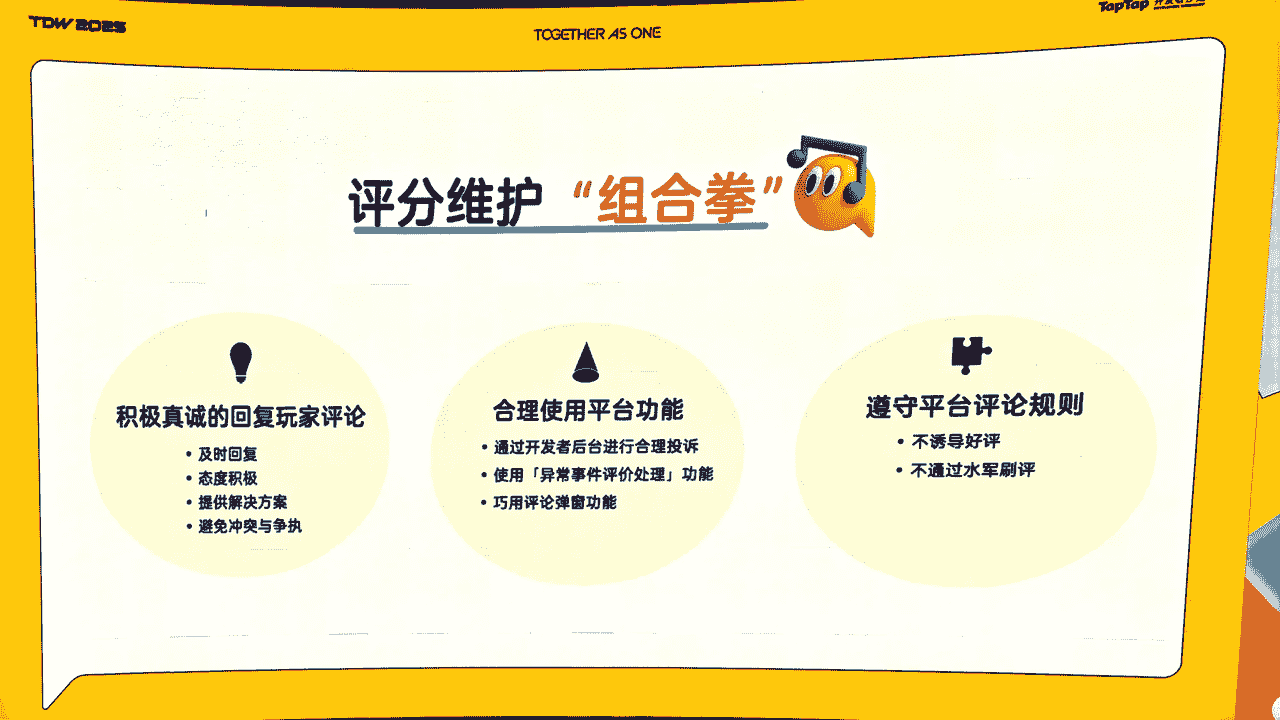 TDW 2025
TOGETHER AS ONE
TapTap
评分维护“组合拳”
积极真诚的回复玩家评论
• 及时回复
• 态度积极
• 提供解决方案
• 避免冲突与争执
合理使用平台功能
• 通过开发者后台进行合理投诉
• 使用「异常事件评价处理」功能
• 巧用评论弹窗功能
遵守平台评论规则
• 不诱导好评
• 不通过水军刷评